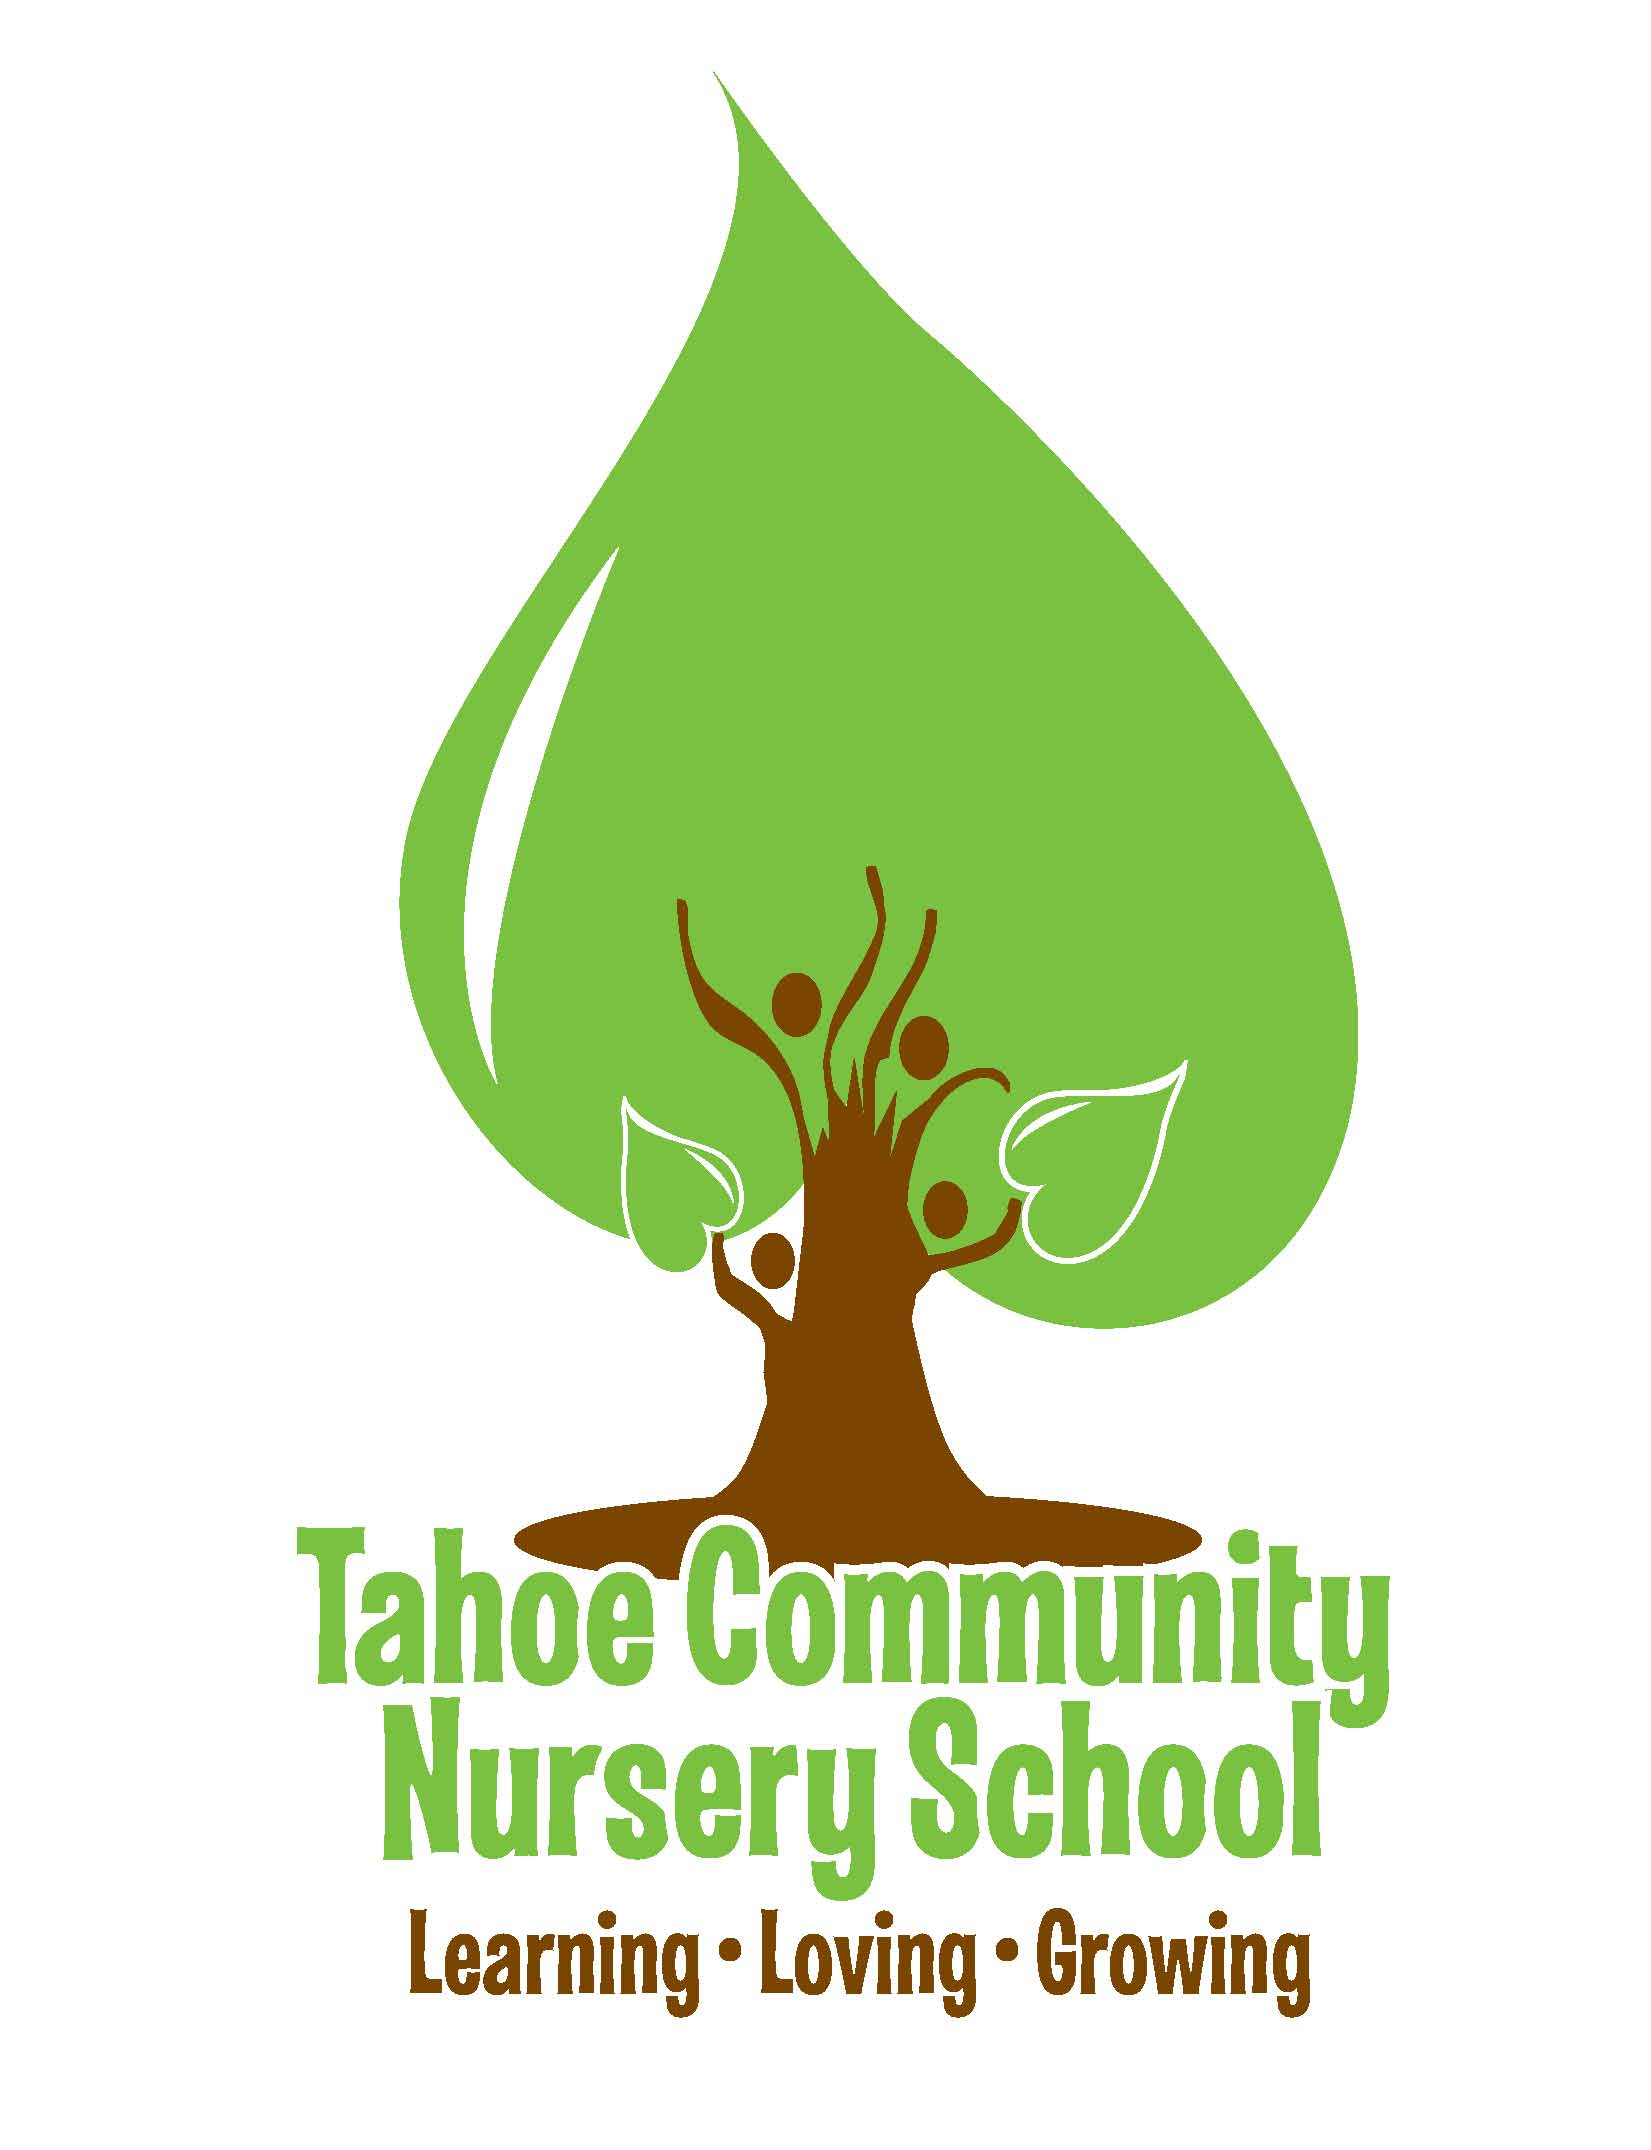 Tahoe Community
Nursery School
Learning • Loving • Growing